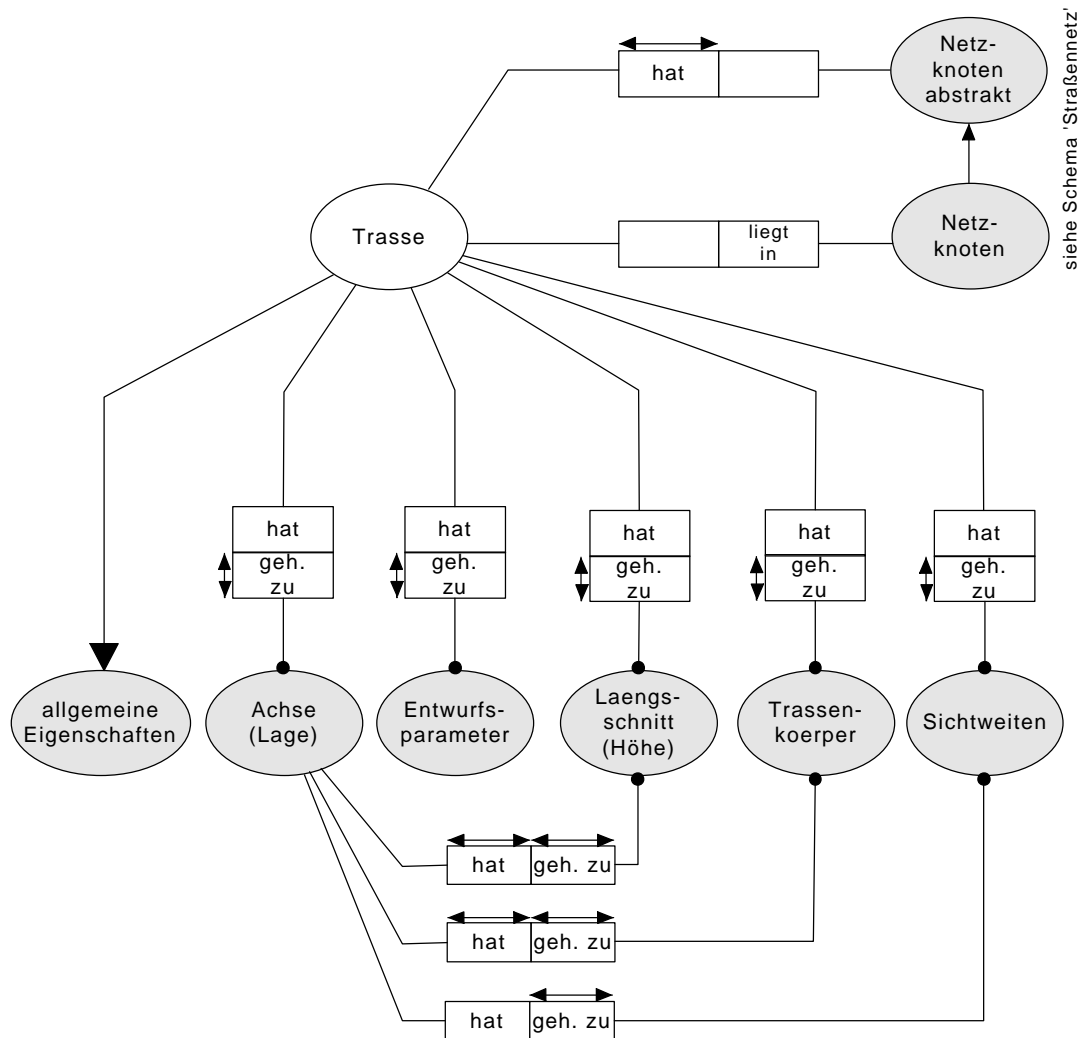 Netz-
knoten
abstrakt
hat
siehe Schema 'Straßennetz'
Trasse
liegt
in
Netz-
knoten
hat
geh.
zu
hat
geh.
zu
hat
geh.
zu
hat
geh.
zu
hat
geh.
zu
allgemeine
Eigenschaften
Achse
(Lage)
Entwurfs-
parameter
Laengs-
schnitt
(Höhe)
Trassen-
koerper
Sichtweiten
hat geh. zu
hat geh. zu
hat geh. zu